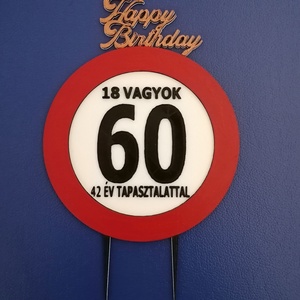 Happy
Birthday
18 VAGYOK
60
42 ÉV TAPASZTALATTAL